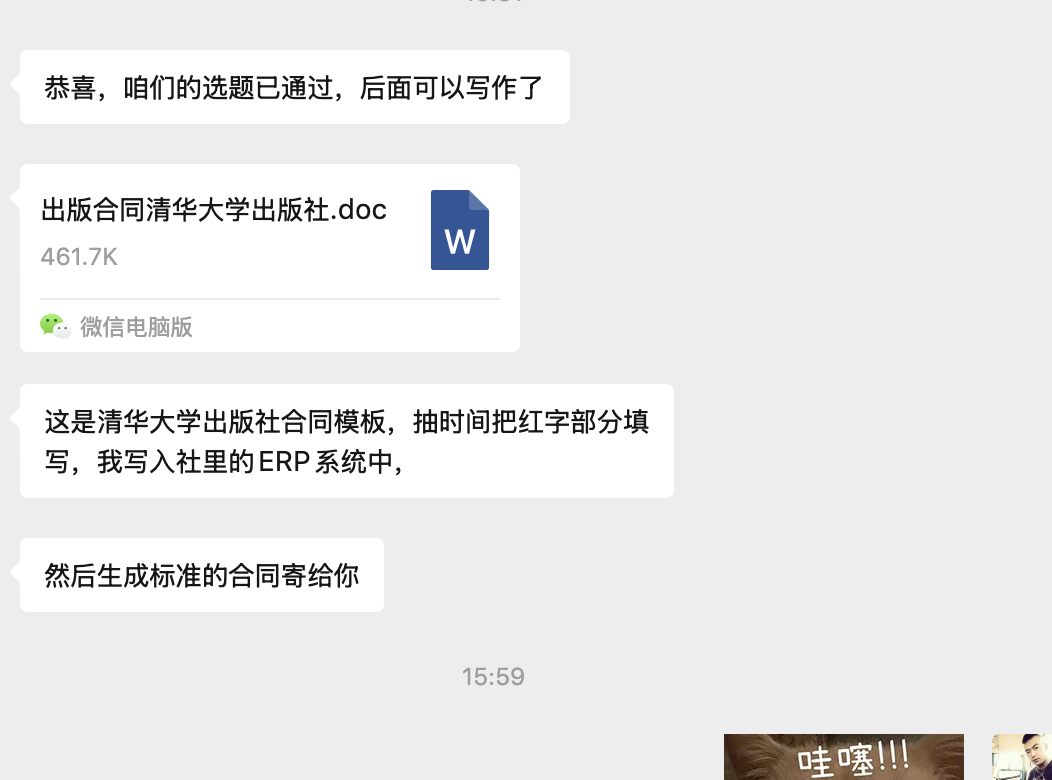 恭喜，咱们的选题已通过，后面可以写作了
出版合同清华大学出版社.doc
W
461.7K
微信电脑版
这是清华大学出版社合同模板，抽时间把红字部分填
写，我写入社里的ERP系统中，
然后生成标准的合同寄给你
15:59
哇噻!!!